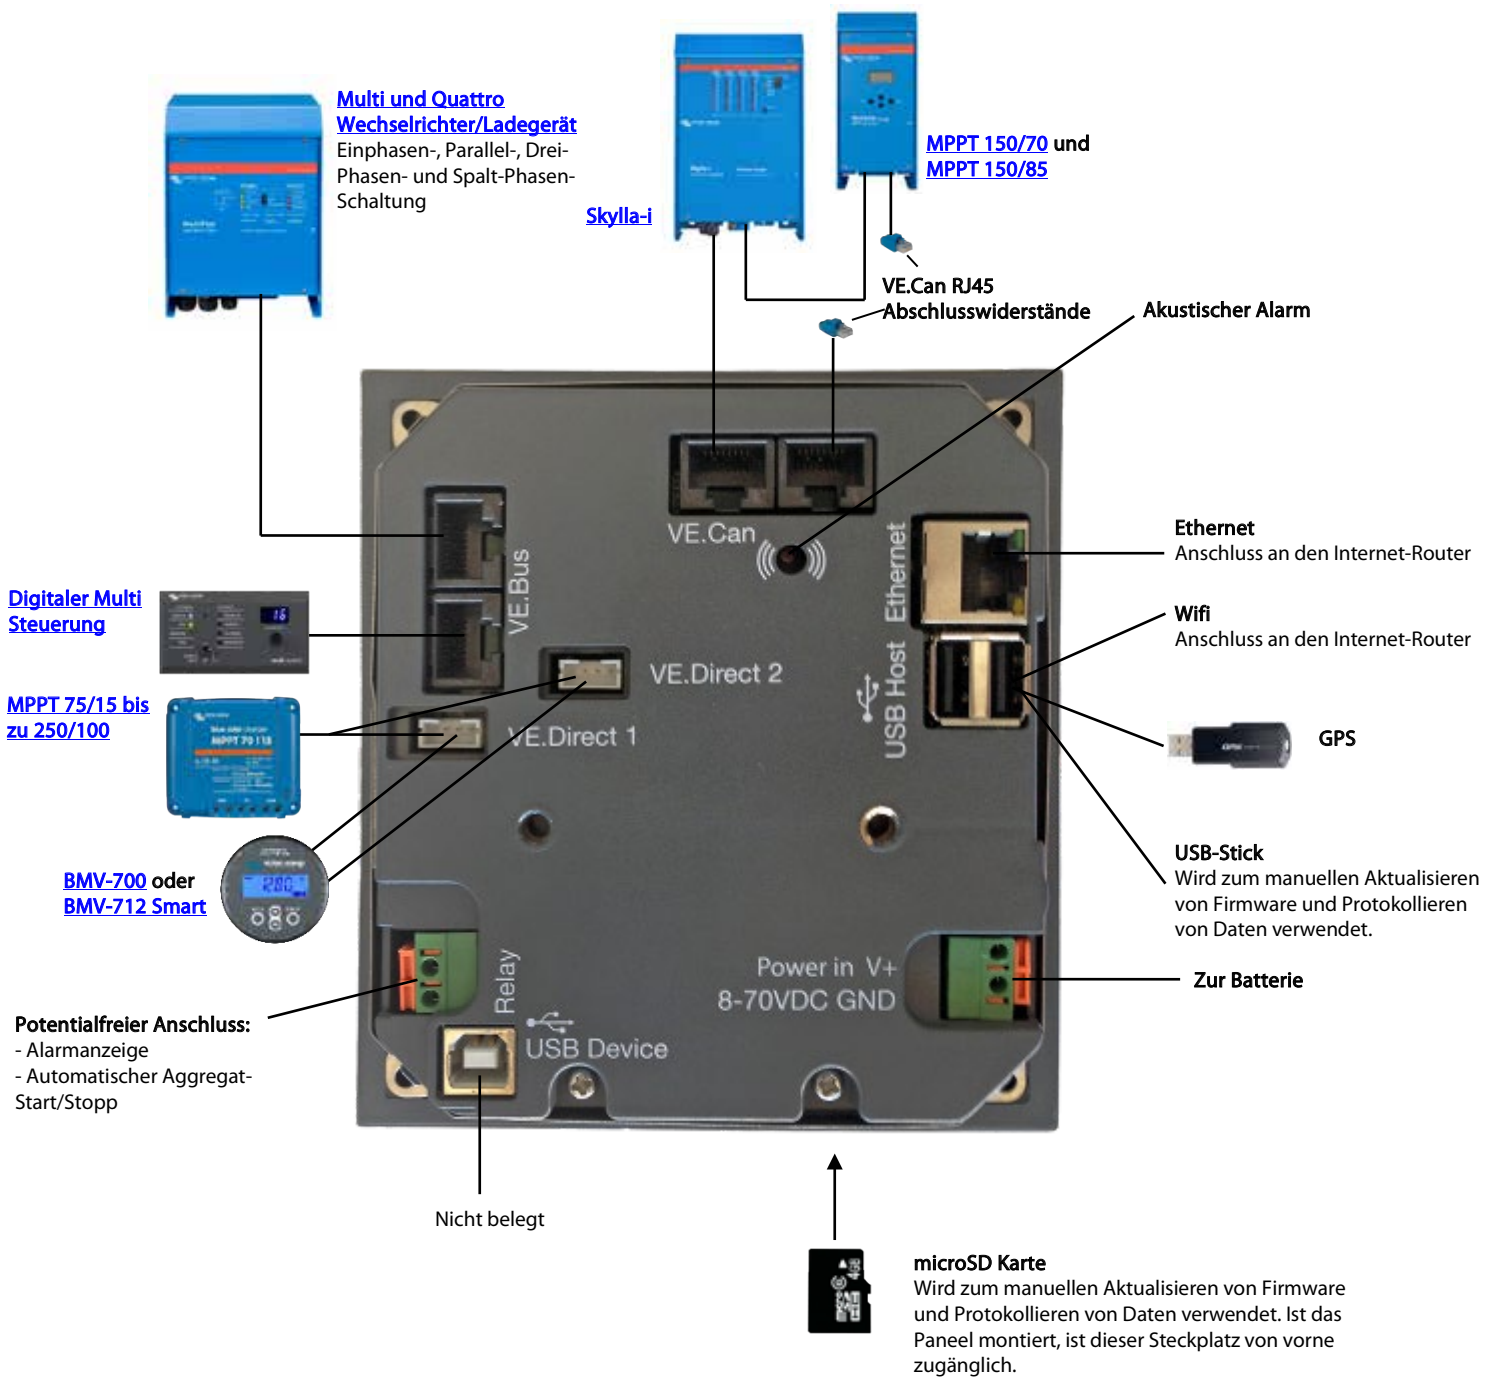 Multi und Quattro
Wechselrichter/Ladegerät
Einphasen-, Parallel-, Drei-
Phasen- und Spalt-Phasen-
Schaltung
Skylla-i
MPPT 150/70 und
MPPT 150/85
VE.Can RJ45
Abschlusswiderstände
Akustischer Alarm
VE.Can
Ethernet
Anschluss an den Internet-Router
Ethernet
VE.Bus
Digitaler Multi
Steuerung
16
Wifi
Anschluss an den Internet-Router
VE.Direct 2
USB Host
MPPT 75/15 bis
zu 250/100
MPPT 70 | 15
VE.Direct 1
GPS
USB-Stick
Wird zum manuellen Aktualisieren
von Firmware und Protokollieren
von Daten verwendet.
BMV-700 oder
BMV-712 Smart
Power in V+
8-70VDC GND
Zur Batterie
Relay
Potentialfreier Anschluss:
- Alarmanzeige
- Automatischer Aggregat-
Start/Stopp
USB Device
Nicht belegt
4GB
microSD Karte
Wird zum manuellen Aktualisieren von Firmware
und Protokollieren von Daten verwendet. Ist das
Paneel montiert, ist dieser Steckplatz von vorne
zugänglich.